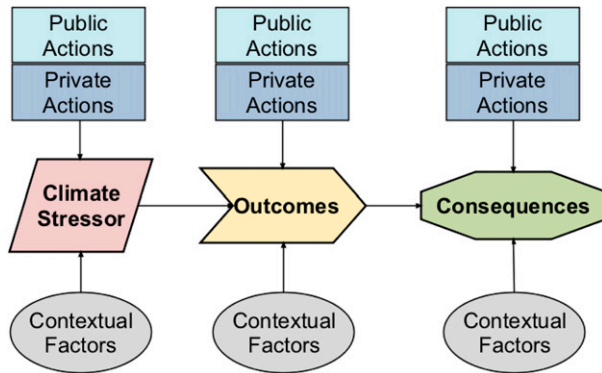 Public
Actions
Private
Actions
Public
Actions
Private
Actions
Public
Actions
Private
Actions
Climate
Stressor
Outcomes
Consequences
Contextual
Factors
Contextual
Factors
Contextual
Factors